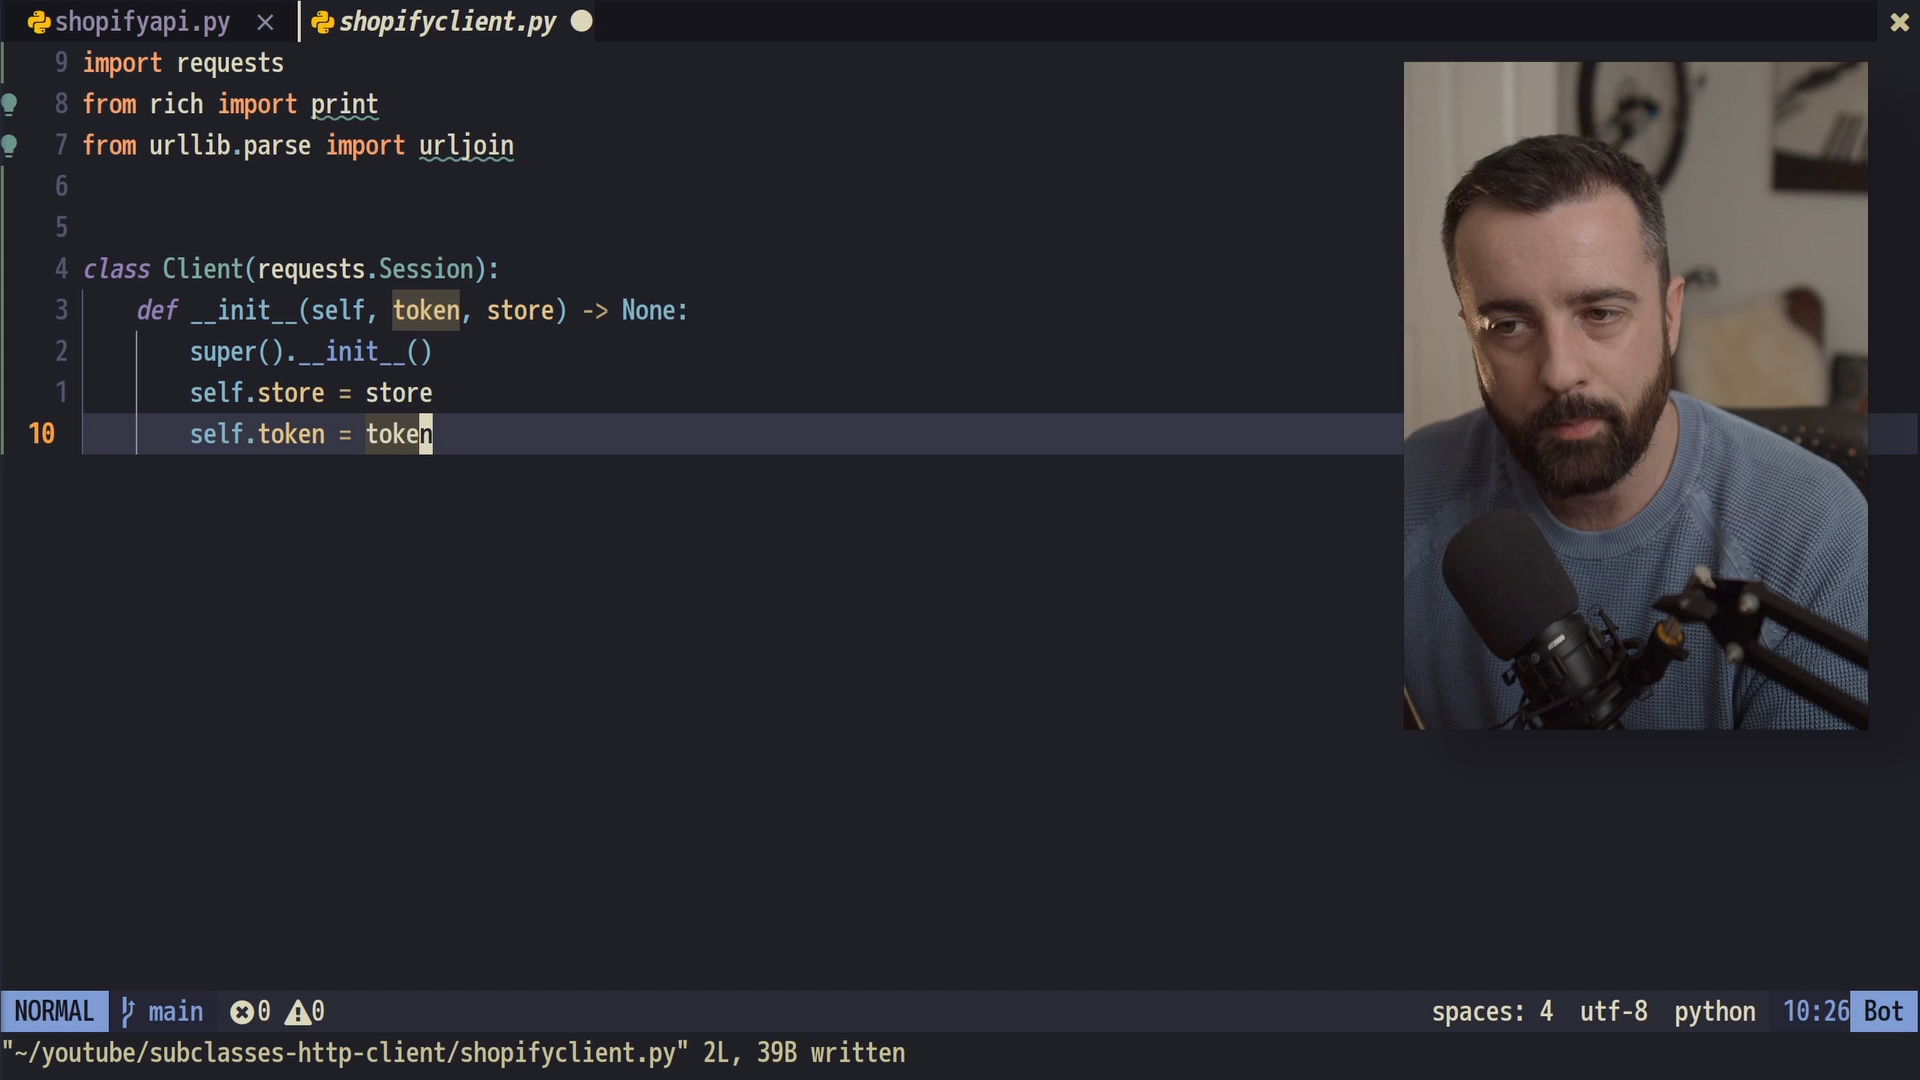 shopifyapi.py × shopifyclient.py
9 import requests
8 from rich import print
7 from urllib.parse import urljoin
6
5
4 class Client(requests.Session):
3 def __init__(self, token, store) -> None:
2 super().__init__()
1 self.store = store
10 self.token = token
NORMAL main 0 0 spaces: 4 utf-8 python 10:26 Bot
"~/youtube/subclasses-http-client/shopifyclient.py" 2L, 39B written